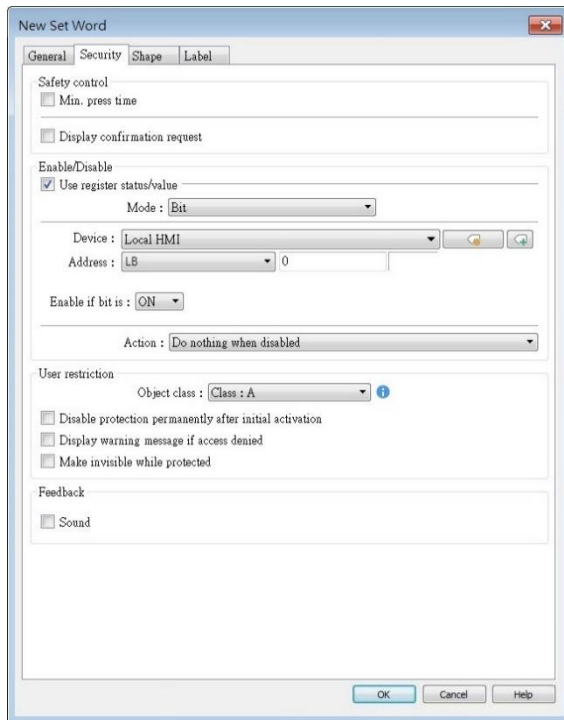 New Set Word
General Security Shape Label
Safety control
Min. press time
Display confirmation request
Enable/Disable
Use register status/value
Mode : Bit
Device : Local HMI
Address : LB 0
Enable if bit is : ON
Action : Do nothing when disabled
User restriction
Object class : Class : A
Disable protection permanently after initial activation
Display warning message if access denied
Make invisible while protected
Feedback
Sound
OK Cancel Help